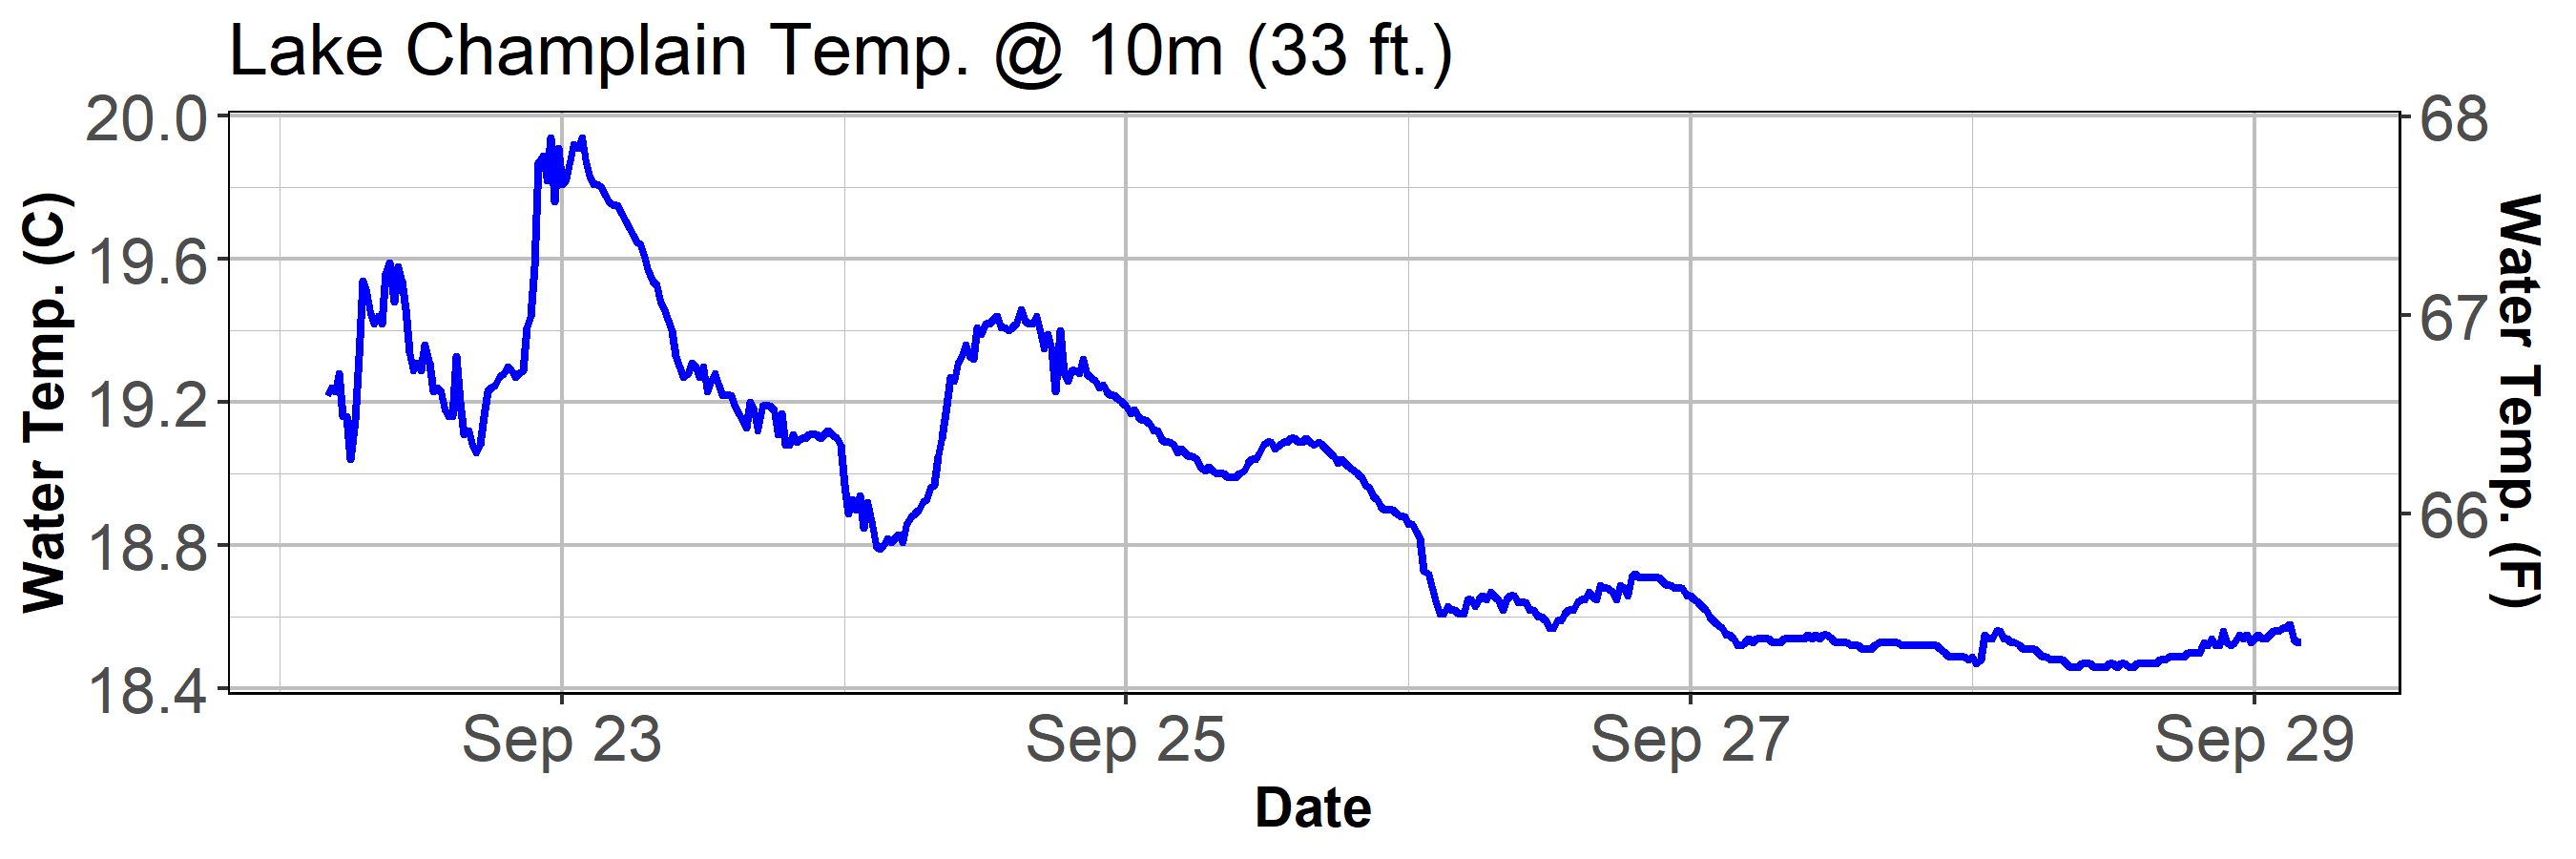 Lake Champlain Temp. @ 10m (33 ft.)
Water Temp. (C)
20.0
19.6
19.2
18.8
18.4
68
67
66
Water Temp. (F)
Sep 23 Sep 25 Sep 27 Sep 29
Date